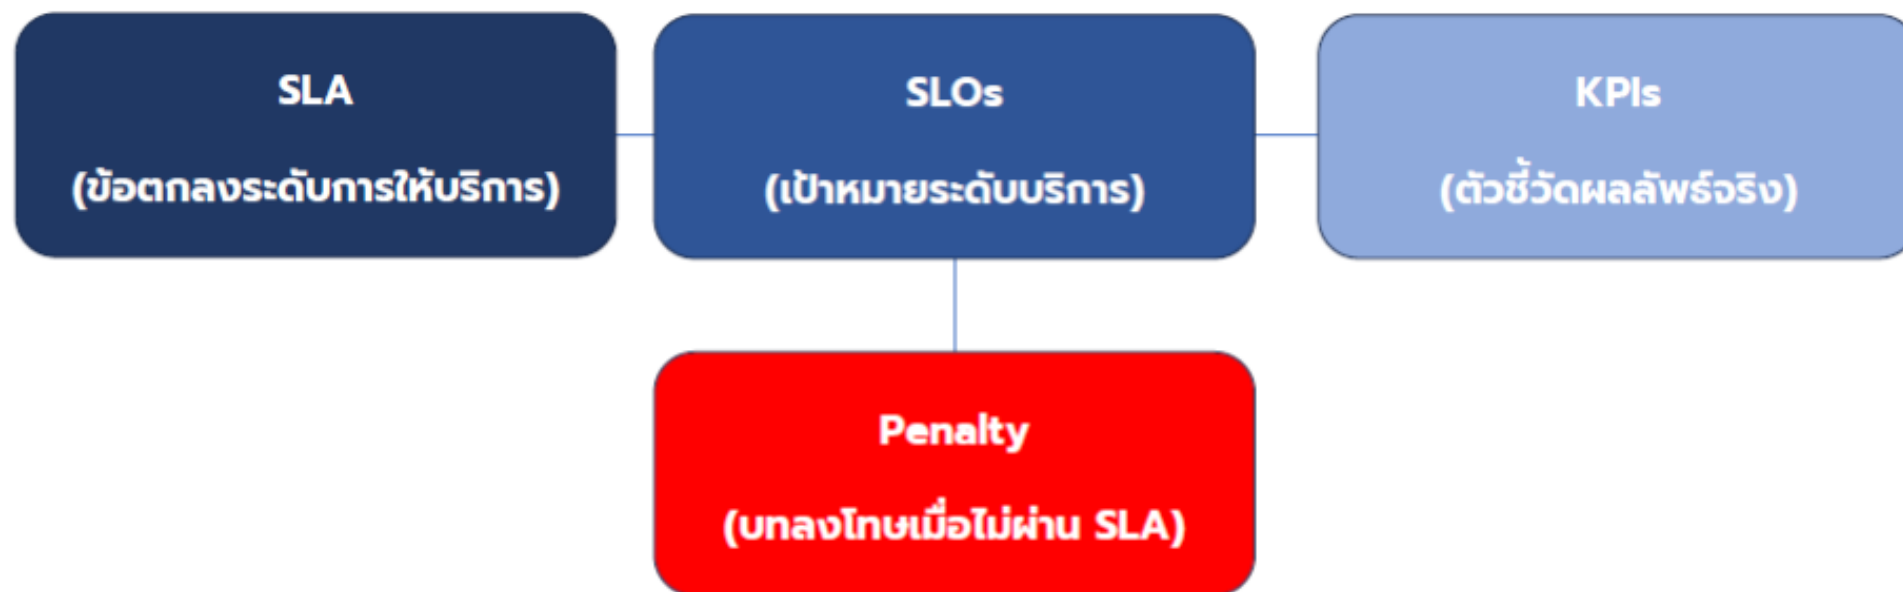 SLA
(ข้อตกลงระดับการให้บริการ)
SLOs
(เป้าหมายระดับบริการ)
KPIs
(ตัวชี้วัดผลลัพธ์จริง)
Penalty
(บทลงโทษเมื่อไม่ผ่าน SLA)